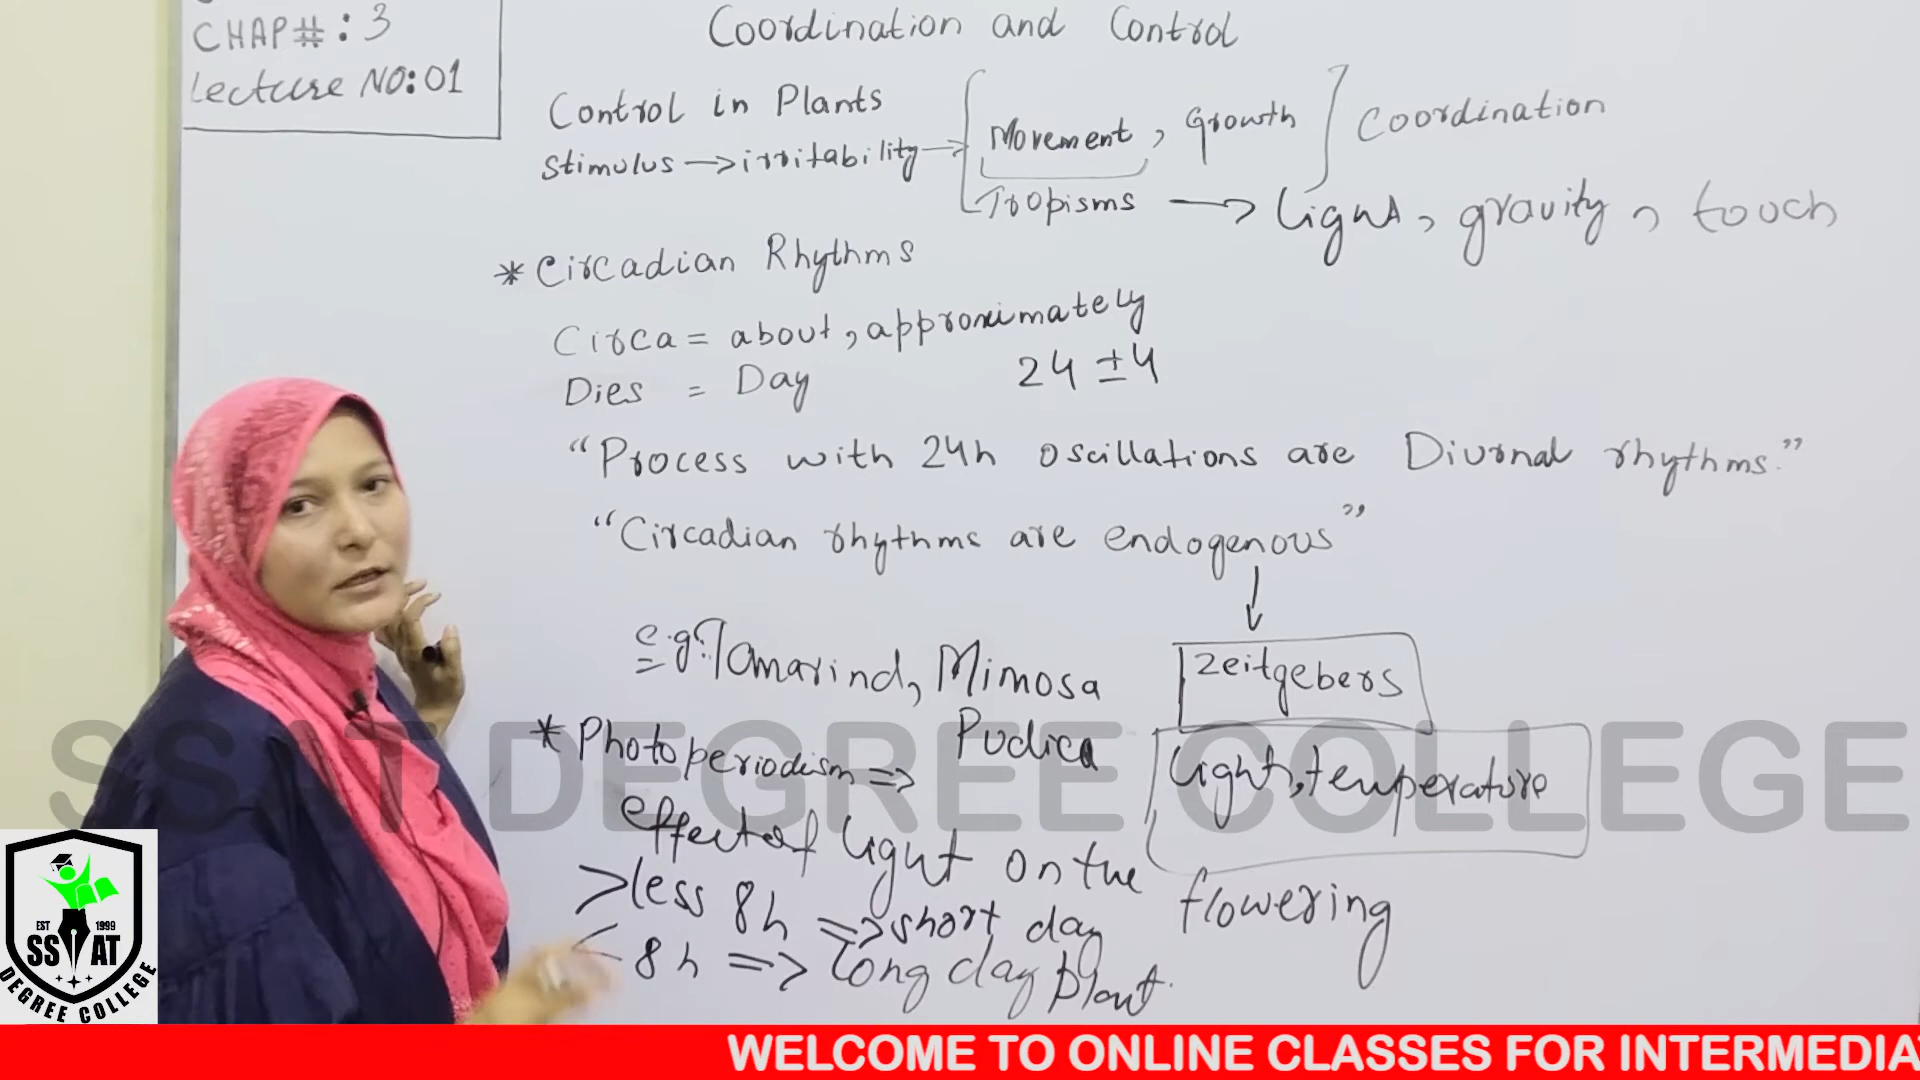 CHAP#: 3
Lecture NO:01
Coordination and Control
Control in Plants
Stimulus → irritability → Movement, Growth
Coordination
Tropisms → light, gravity, touch
* Circadian Rhythms
Circa = about, approximately
Dies = Day
24 ± 4
"Process with 24h oscillations are Diurnal rhythms."
"Circadian rhythms are endogenous"
e.g: Tamarind, Mimosa
Pudica
Zeitgebers
light, temperature
* Photoperiodism =>
effect of light on the
flowering
> less 8h => short day
< 8h => long day plant.
SSAT DEGREE COLLEGE
EST 1999
SSAT
DEGREE COLLEGE
WELCOME TO ONLINE CLASSES FOR INTERMEDIA